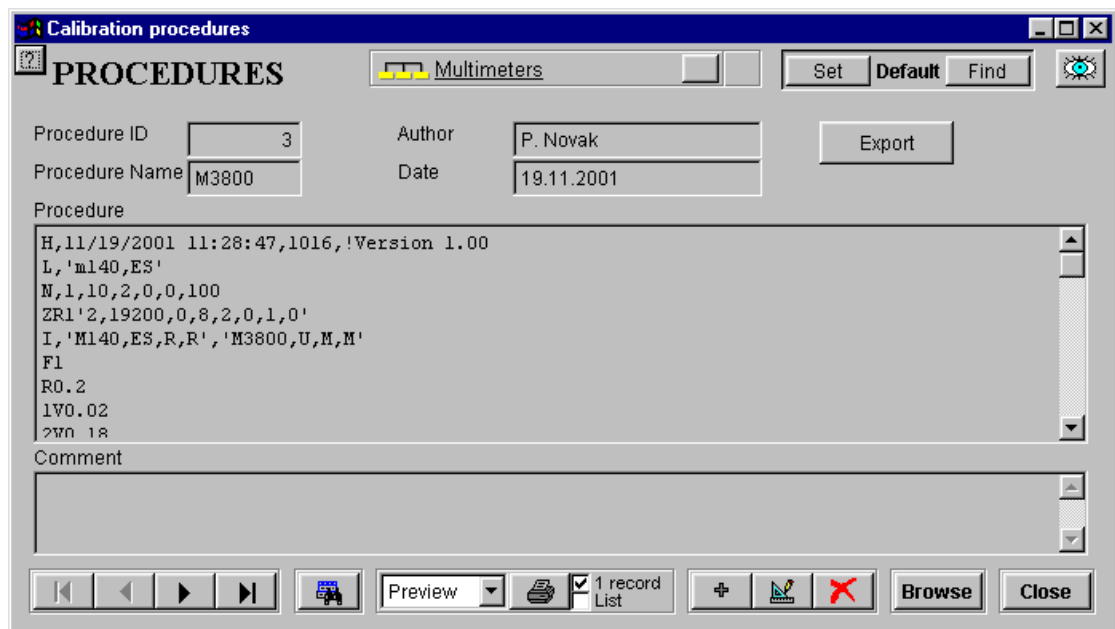 Calibration procedures
?
PROCEDURES
Multimeters
Set Default Find
Procedure ID 3
Author P. Novak
Export
Procedure Name M3800
Date 19.11.2001
Procedure
H,11/19/2001 11:28:47,1016,!Version 1.00
L,'m140,ES'
N,1,10,2,0,0,100
ZR1'2,19200,0,8,2,0,1,0'
I,'M140,ES,R,R','M3800,U,M,M'
F1
R0.2
1V0.02
2V0.18
Comment
Preview
1 record
List
Browse
Close